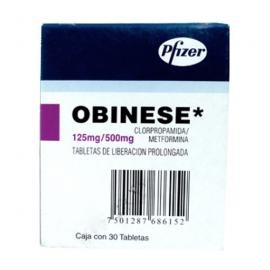 Pfizer
OBINESE*
125mg/500mg
CLORPROPAMIDA/
METFORMINA
TABLETAS DE LIBERACION PROLONGADA
7501287686152
Caja con 30 Tabletas